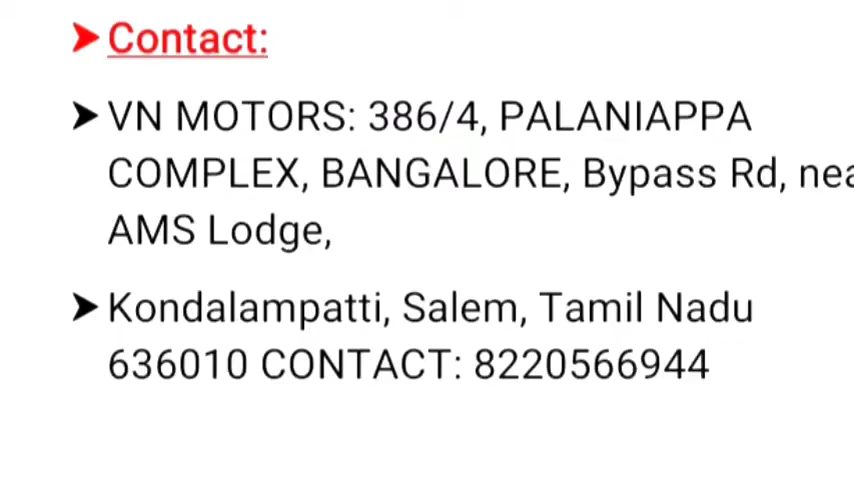 ➤ Contact:
➤ VN MOTORS: 386/4, PALANIAPPA
COMPLEX, BANGALORE, Bypass Rd,
AMS Lodge,
➤ Kondalampatti, Salem, Tamil Nadu
636010 CONTACT: 8220566944